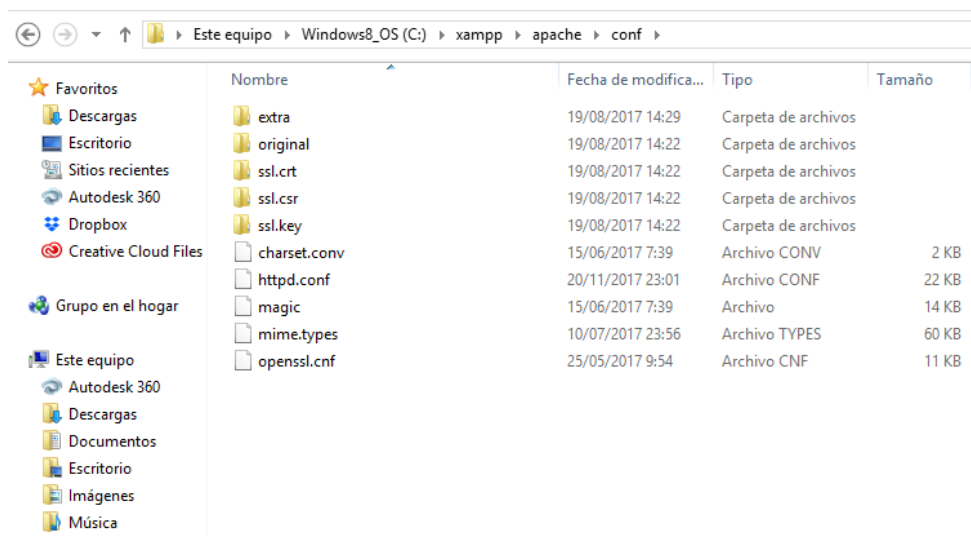 Este equipo Windows8_OS (C:) xampp apache conf
Favoritos
Descargas
Escritorio
Sitios recientes
Autodesk 360
Dropbox
Creative Cloud Files
Grupo en el hogar
Este equipo
Autodesk 360
Descargas
Documentos
Escritorio
Imágenes
Música
Nombre Fecha de modifica... Tipo Tamaño
extra 19/08/2017 14:29 Carpeta de archivos
original 19/08/2017 14:22 Carpeta de archivos
ssl.crt 19/08/2017 14:22 Carpeta de archivos
ssl.csr 19/08/2017 14:22 Carpeta de archivos
ssl.key 19/08/2017 14:22 Carpeta de archivos
charset.conv 15/06/2017 7:39 Archivo CONV 2 KB
httpd.conf 20/11/2017 23:01 Archivo CONF 22 KB
magic 15/06/2017 7:39 Archivo 14 KB
mime.types 10/07/2017 23:56 Archivo TYPES 60 KB
openssl.cnf 25/05/2017 9:54 Archivo CNF 11 KB